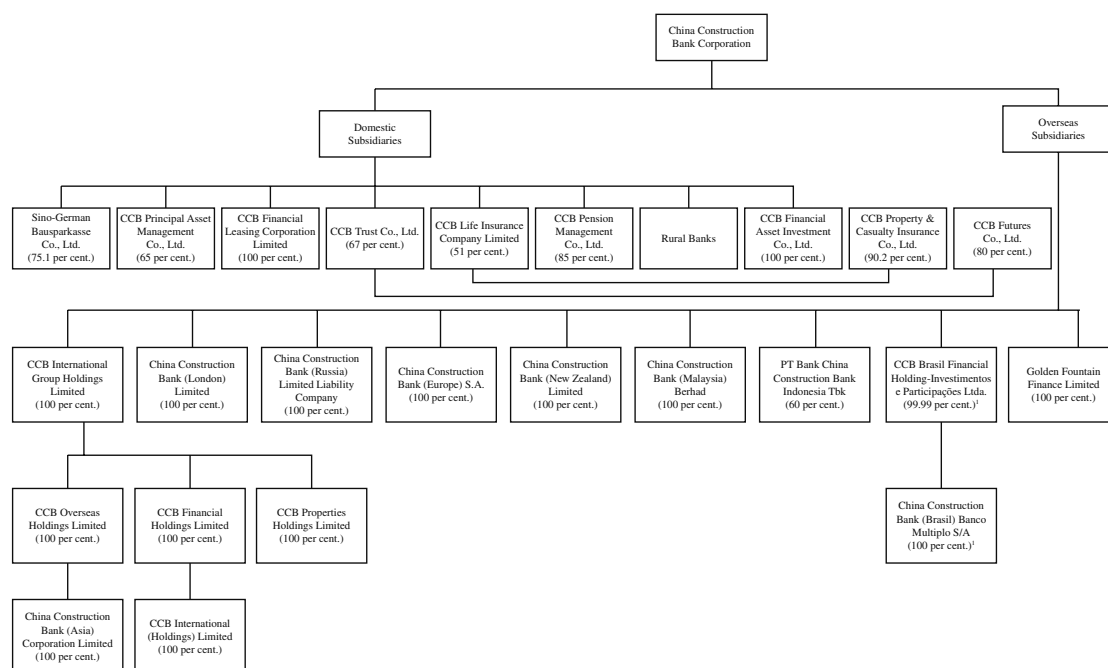 China Construction
Bank Corporation
Domestic
Subsidiaries
Overseas
Subsidiaries
Sino-German
Bausparkasse
Co., Ltd.
(75.1 per cent.)
CCB Principal Asset
Management
Co., Ltd.
(65 per cent.)
CCB Financial
Leasing Corporation
Limited
(100 per cent.)
CCB Trust Co., Ltd.
(67 per cent.)
CCB Life Insurance
Company Limited
(51 per cent.)
CCB Pension
Management
Co., Ltd.
(85 per cent.)
Rural Banks
CCB Financial
Asset Investment
Co., Ltd.
(100 per cent.)
CCB Property &
Casualty Insurance
Co., Ltd.
(90.2 per cent.)
CCB Futures
Co., Ltd.
(80 per cent.)
CCB International
Group Holdings
Limited
(100 per cent.)
China Construction
Bank (London)
Limited
(100 per cent.)
China Construction
Bank (Russia)
Limited Liability
Company
(100 per cent.)
China Construction
Bank (Europe) S.A.
(100 per cent.)
China Construction
Bank (New Zealand)
Limited
(100 per cent.)
China Construction
Bank (Malaysia)
Berhad
(100 per cent.)
PT Bank China
Construction Bank
Indonesia Tbk
(60 per cent.)
CCB Brasil Financial
Holding-Investimentos
e Participações Ltda.
(99.99 per cent.)¹
Golden Fountain
Finance Limited
(100 per cent.)
CCB Overseas
Holdings Limited
(100 per cent.)
CCB Financial
Holdings Limited
(100 per cent.)
CCB Properties
Holdings Limited
(100 per cent.)
China Construction
Bank (Brasil) Banco
Multiplo S/A
(100 per cent.)¹
China Construction
Bank (Asia)
Corporation Limited
(100 per cent.)
CCB International
(Holdings) Limited
(100 per cent.)